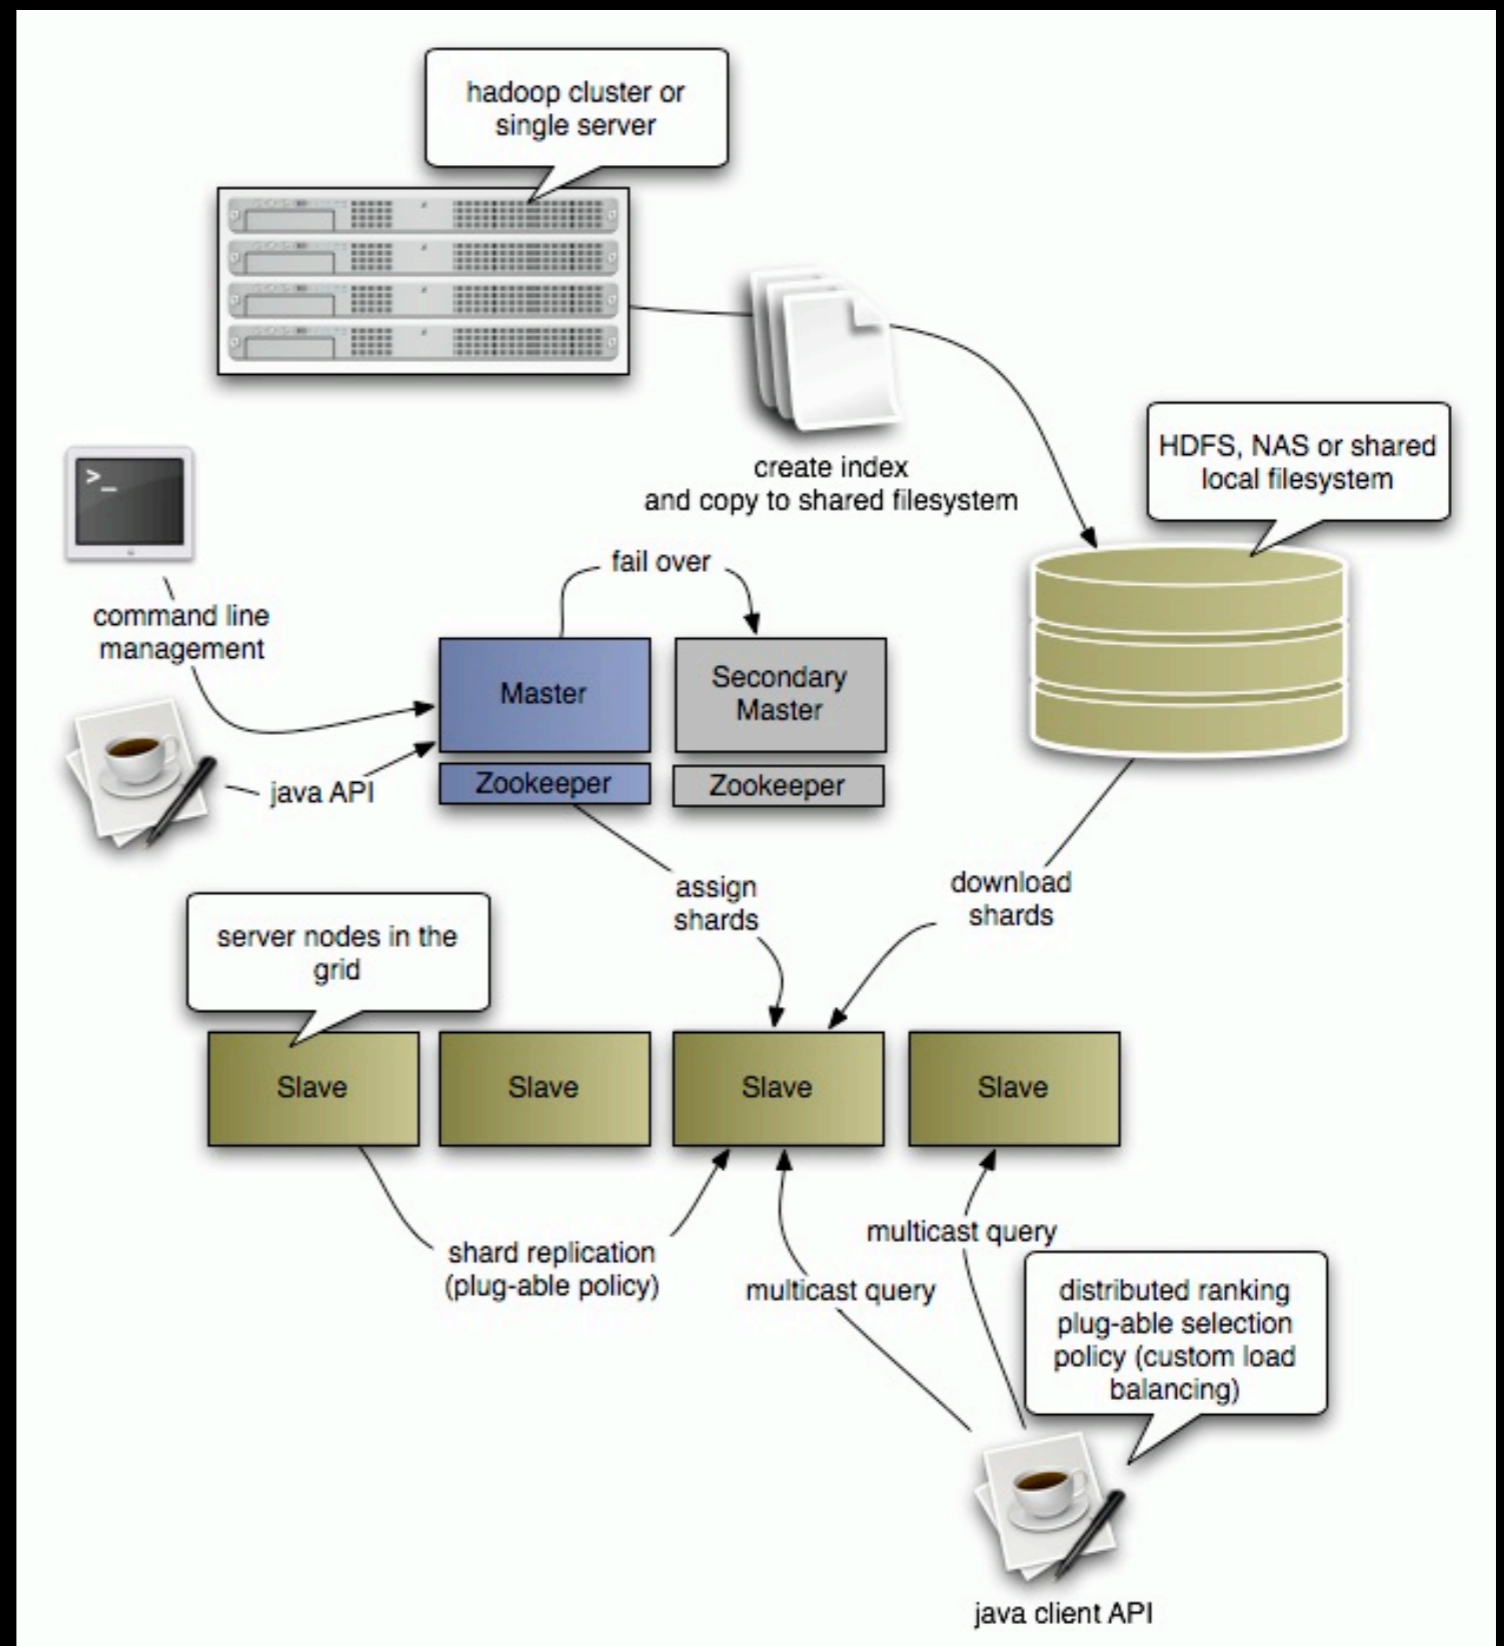 hadoop cluster or
single server
create index
and copy to shared filesystem
HDFS, NAS or shared
local filesystem
>_
command line
management
fail over
Master
Secondary
Master
Zookeeper
Zookeeper
java API
assign
shards
download
shards
server nodes in the
grid
Slave
Slave
Slave
Slave
shard replication
(plug-able policy)
multicast query
multicast query
distributed ranking
plug-able selection
policy (custom load
balancing)
java client API